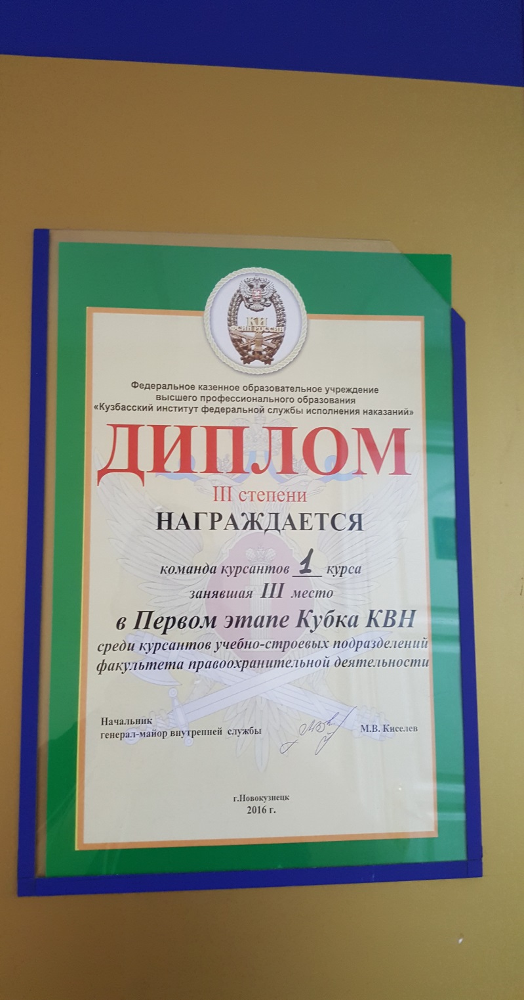 КИ
ФСИН РОССИИ
Федеральное казенное образовательное учреждение
высшего профессионального образования
«Кузбасский институт федеральной службы исполнения наказаний»
ДИПЛОМ
III степени
НАГРАЖДАЕТСЯ
команда курсантов 1 курса
занявшая III место
в Первом этапе Кубка КВН
среди курсантов учебно-строевых подразделений
факультета правоохранительной деятельности
Начальник
генерал-майор внутренней службы М.В. Киселев
г.Новокузнецк
2016 г.